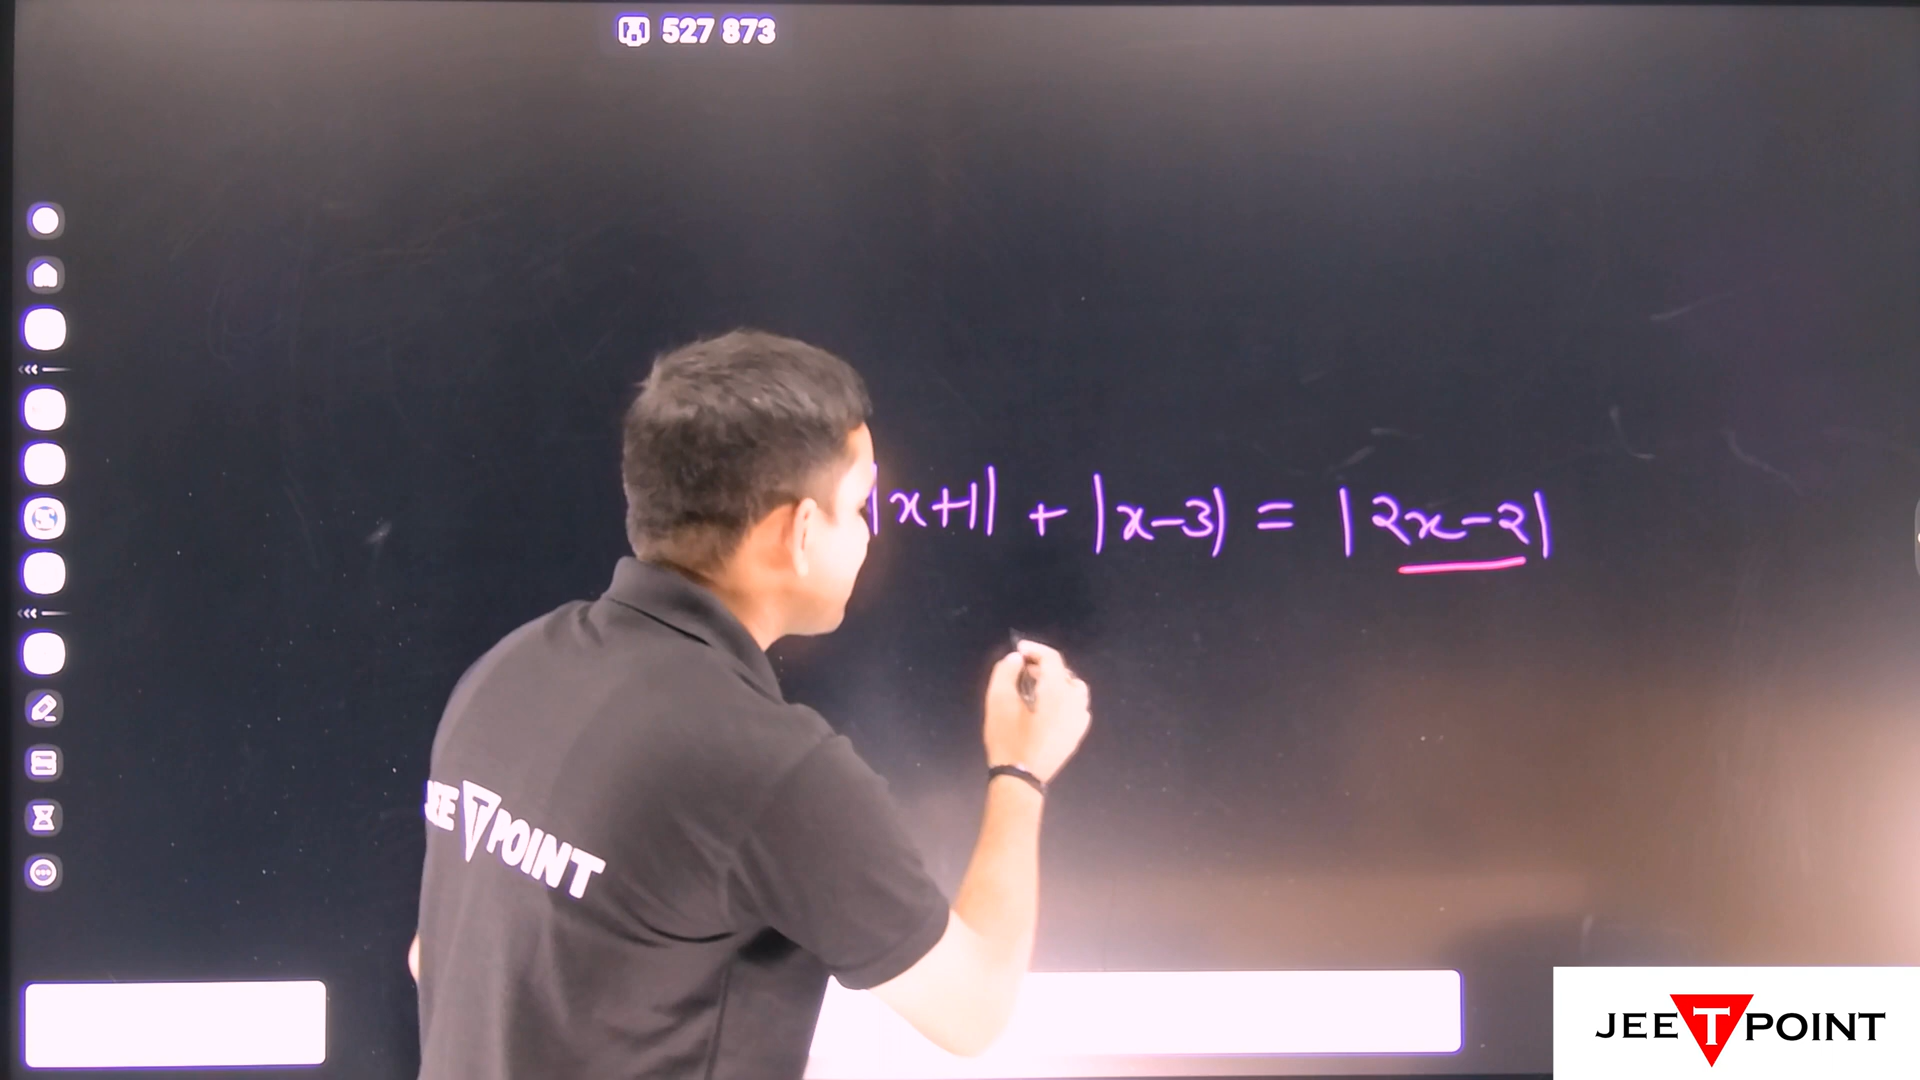 527 873
|x+1| + |x-3| = |2x-2|
JEE T POINT
JEE T POINT